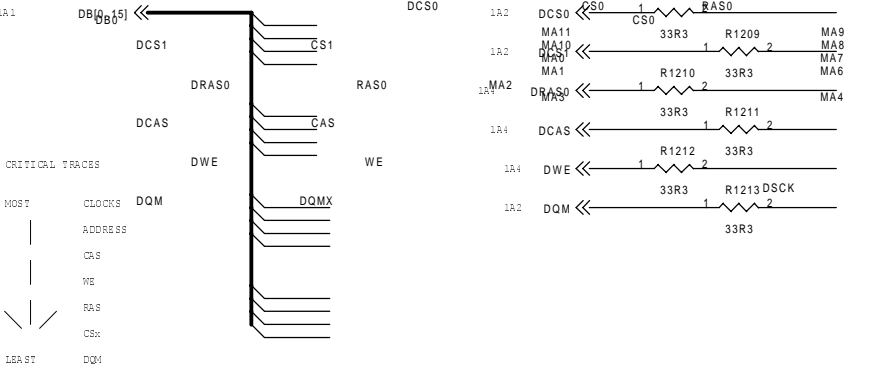 DCS0
1A2 DCS0 CS0 1 2 RAS0
1A1 DB[0..15]
DB0
CS0
MA11 33R3 R1209 MA9
DCS1 CS1 MA10 MA8
1A2 DCS1 1 2
MA0 MA7
MA1 R1210 33R3 MA6
DRAS0 RAS0 MA2 1 2
1A4 DRAS0
MA3 MA4
33R3 R1211
DCAS CAS 1A4 DCAS 1 2
R1212 33R3
CRITICAL TRACES DWE WE 1 2
1A4 DWE
33R3 R1213 DSCK
MOST CLOCKS DQM DQMX 1A2 DQM 1 2
ADDRESS 33R3
CAS
WE
RAS
CSx
LEAST DQM